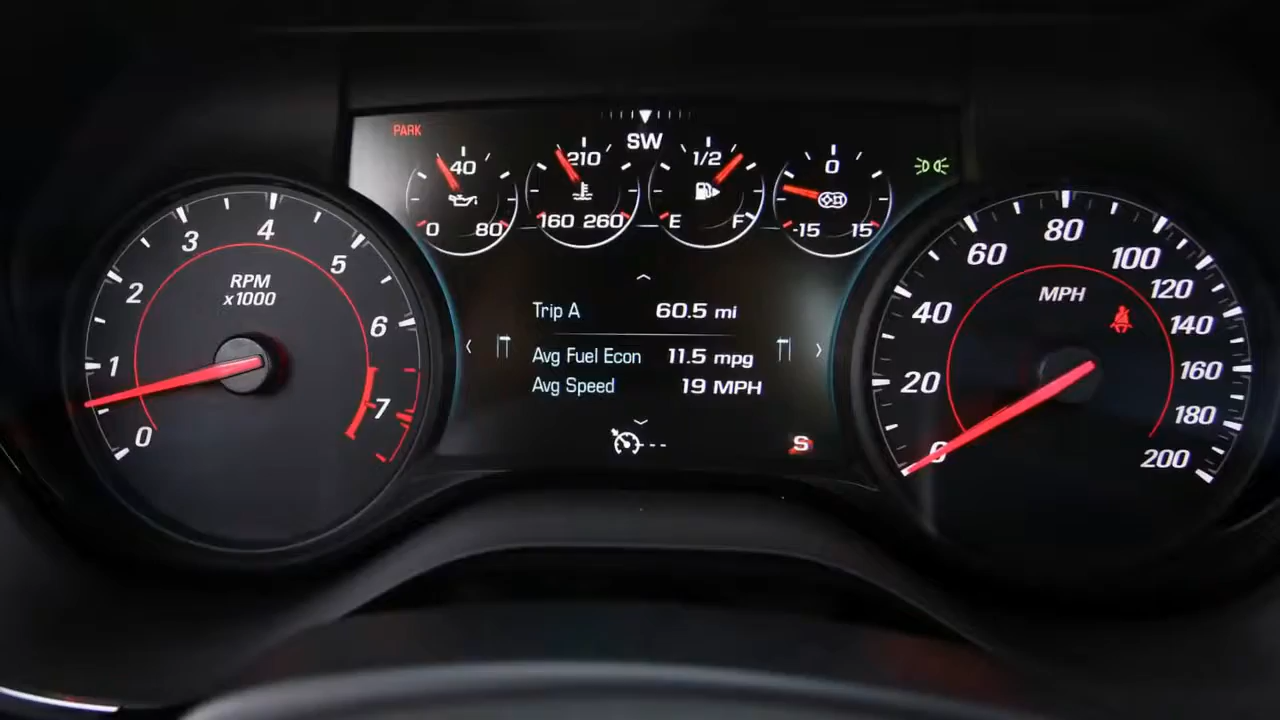 PARK
SW
40
0 80
210
160 260
1/2
E F
0
-15 15
RPM
x1000
0
1
2
3
4
5
6
7
Trip A 60.5 mi
Avg Fuel Econ 11.5 mpg
Avg Speed 19 MPH
---
S
MPH
0
20
40
60
80
100
120
140
160
180
200